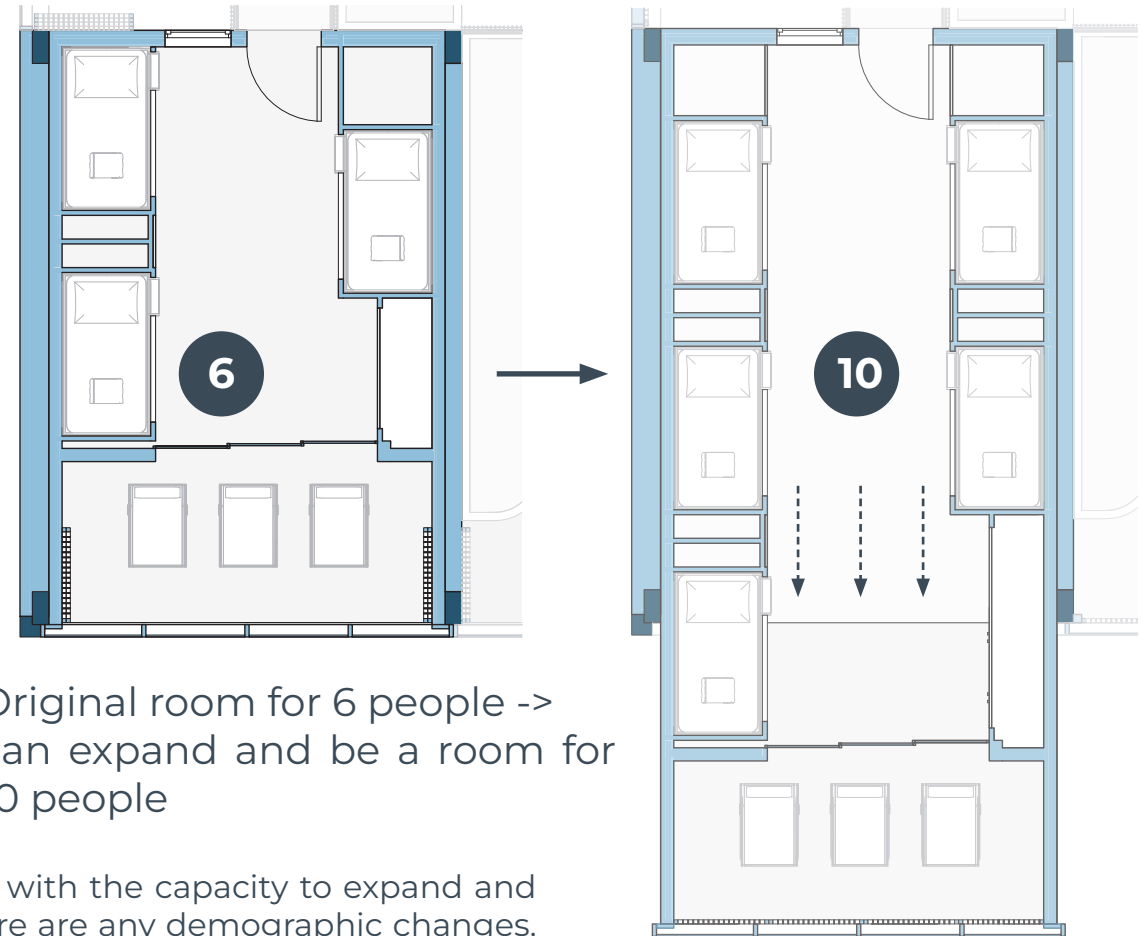 6
10
Original room for 6 people ->
an expand and be a room for
0 people
with the capacity to expand and
re are any demographic changes.